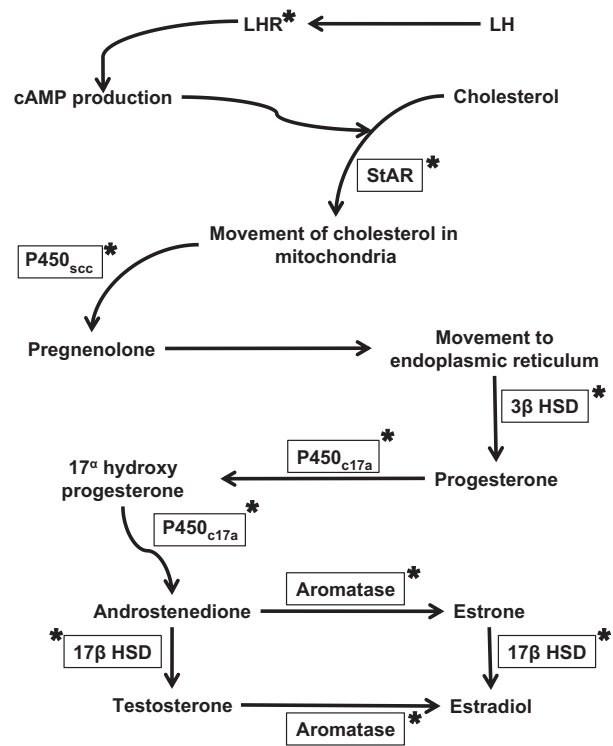 LHR*
LH
cAMP production
Cholesterol
StAR*
Movement of cholesterol in
mitochondria
P450scc*
Pregnenolone
Movement to
endoplasmic reticulum
3β HSD*
P450c17a*
17α hydroxy
progesterone
Progesterone
P450c17a*
Aromatase*
Androstenedione
Estrone
*17β HSD
17β HSD*
Testosterone
Estradiol
Aromatase*